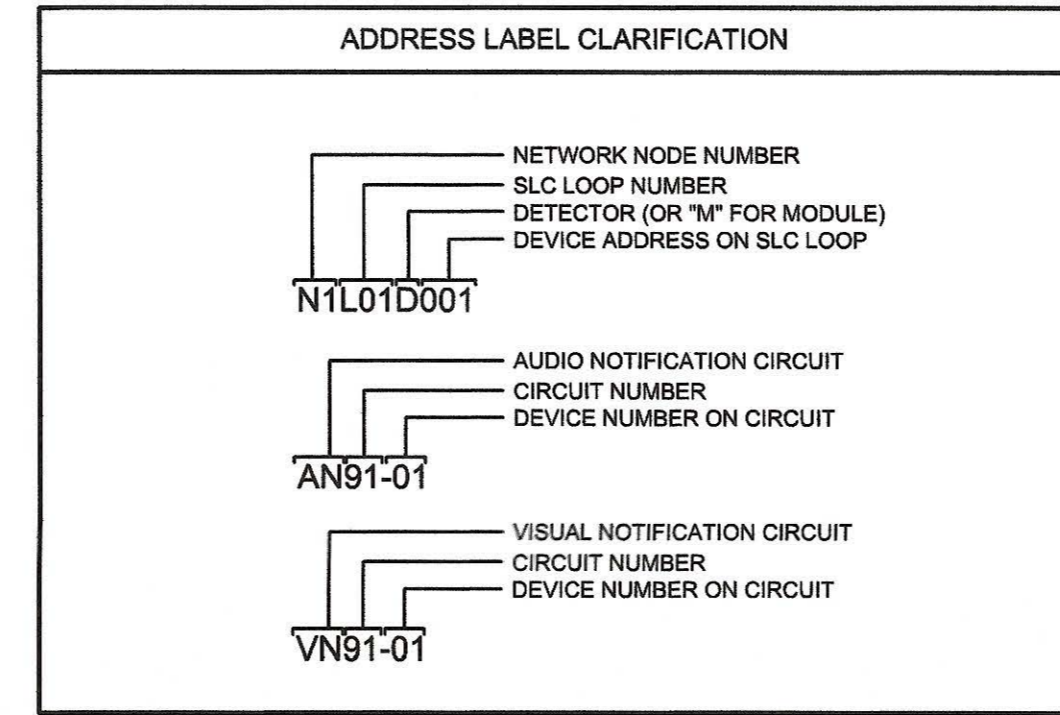 ADDRESS LABEL CLARIFICATION
NETWORK NODE NUMBER
SLC LOOP NUMBER
DETECTOR (OR "M" FOR MODULE)
DEVICE ADDRESS ON SLC LOOP
N1L01D001
AUDIO NOTIFICATION CIRCUIT
CIRCUIT NUMBER
DEVICE NUMBER ON CIRCUIT
AN91-01
VISUAL NOTIFICATION CIRCUIT
CIRCUIT NUMBER
DEVICE NUMBER ON CIRCUIT
VN91-01